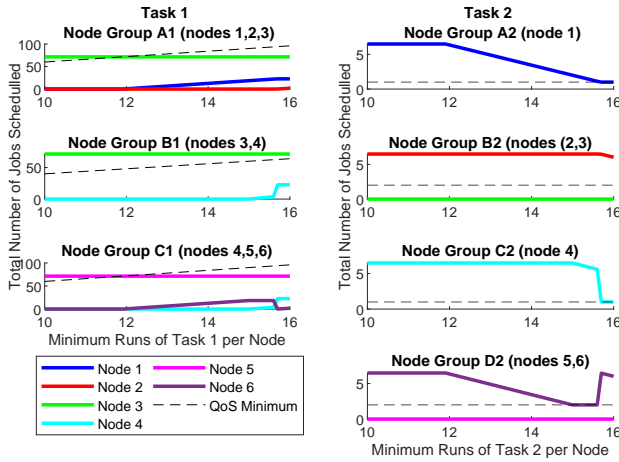 Task 1
Node Group A1 (nodes 1,2,3)
100
50
0
10
12
14
16
Node Group B1 (nodes 3,4)
50
0
10
12
14
16
Node Group C1 (nodes 4,5,6)
100
50
0
10
12
14
16
Total Number of Jobs Schedulled
Minimum Runs of Task 1 per Node
Node 1
Node 2
Node 3
Node 4
Node 5
Node 6
QoS Minimum
Task 2
Node Group A2 (node 1)
5
0
10
12
14
16
Node Group B2 (nodes (2,3)
5
0
10
12
14
16
Node Group C2 (node 4)
5
0
10
12
14
16
Node Group D2 (nodes 5,6)
5
0
10
12
14
16
Total Number of Jobs Schedulled
Minimum Runs of Task 2 per Node